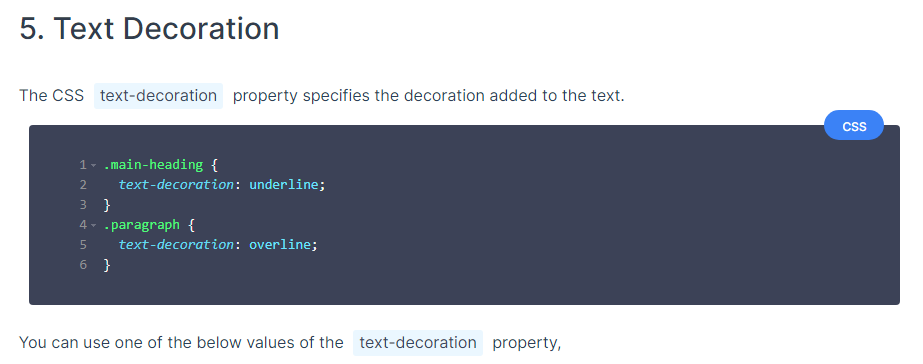 5. Text Decoration
The CSS text-decoration property specifies the decoration added to the text.
CSS
1 .main-heading {
2 text-decoration: underline;
3 }
4 .paragraph {
5 text-decoration: overline;
6 }
You can use one of the below values of the text-decoration property,